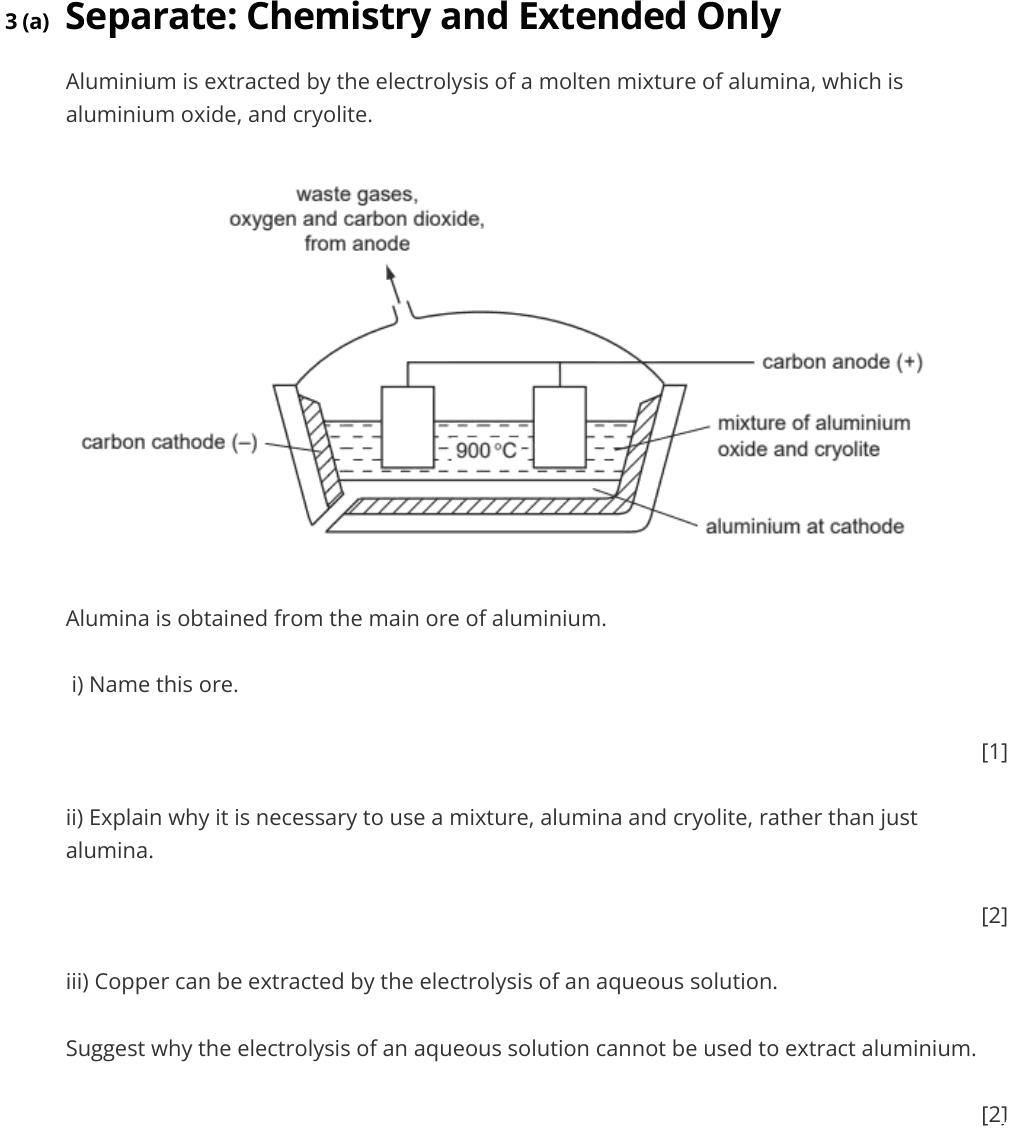 3 (a) Separate: Chemistry and Extended Only
Aluminium is extracted by the electrolysis of a molten mixture of alumina, which is
aluminium oxide, and cryolite.
waste gases,
oxygen and carbon dioxide,
from anode
carbon anode (+)
mixture of aluminium
oxide and cryolite
carbon cathode (–)
900 °C
aluminium at cathode
Alumina is obtained from the main ore of aluminium.
i) Name this ore.
[1]
ii) Explain why it is necessary to use a mixture, alumina and cryolite, rather than just
alumina.
[2]
iii) Copper can be extracted by the electrolysis of an aqueous solution.
Suggest why the electrolysis of an aqueous solution cannot be used to extract aluminium.
[2]